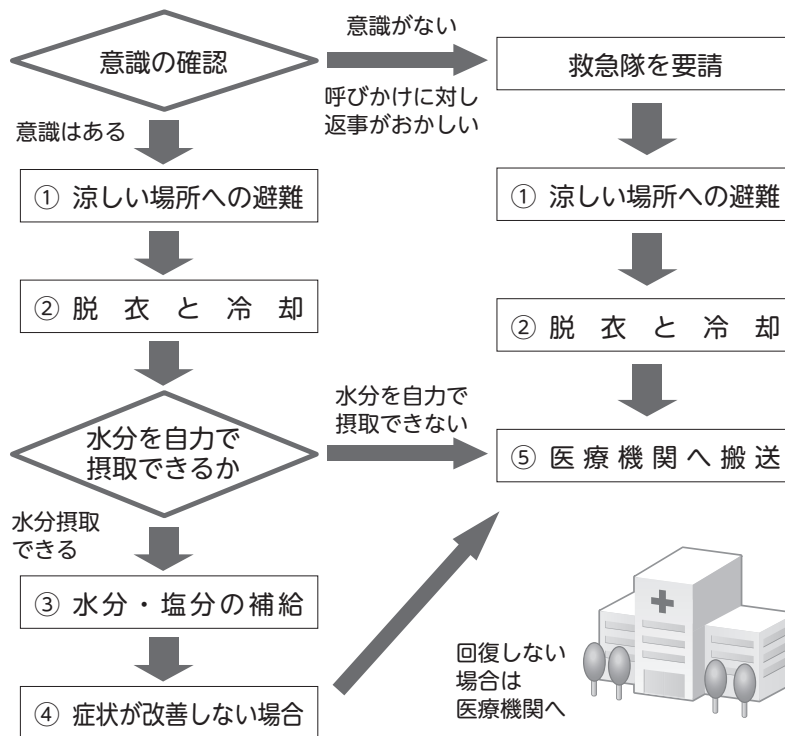 意識の確認
意識がない
呼びかけに対し
返事がおかしい
救急隊を要請
意識はある
① 涼しい場所への避難
① 涼しい場所への避難
② 脱衣と冷却
② 脱衣と冷却
水分を自力で
摂取できるか
水分を自力で
摂取できない
⑤ 医療機関へ搬送
水分摂取
できる
③ 水分・塩分の補給
④ 症状が改善しない場合
回復しない
場合は
医療機関へ